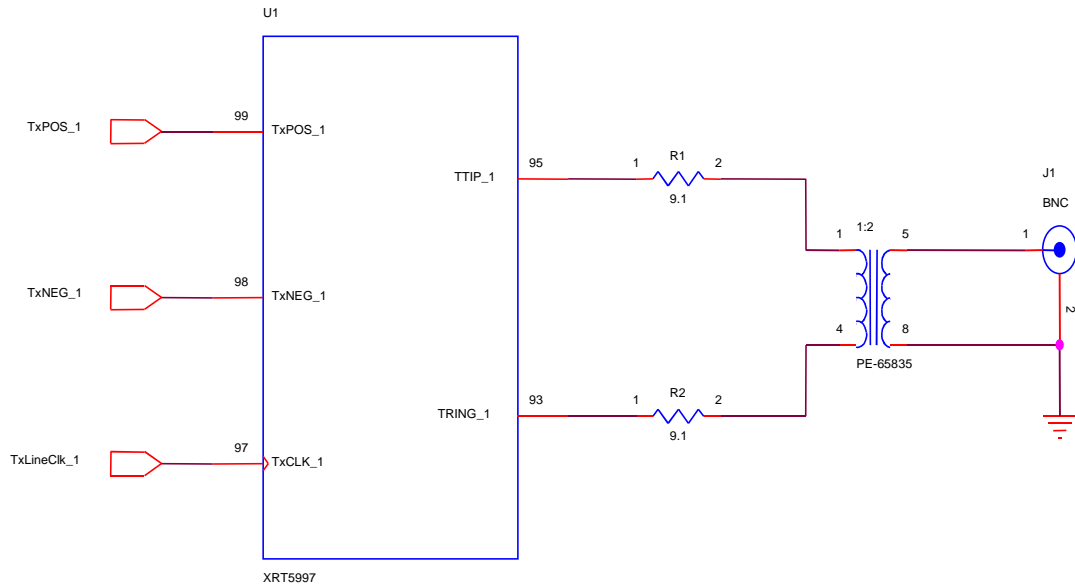 U1
TxPOS_1
99
TxPOS_1
TTIP_1
95
1
R1
2
9.1
J1
BNC
1
1:2
5
1
2
TxNEG_1
98
TxNEG_1
4
8
PE-65835
TRING_1
93
1
R2
2
9.1
TxLineClk_1
97
TxCLK_1
XRT5997